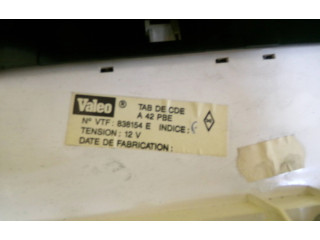 Valeo ® TAB DE CDE
A 42 PBE
Nº VTF: 838154 E INDICE:
TENSION: 12 V
DATE DE FABRICATION: